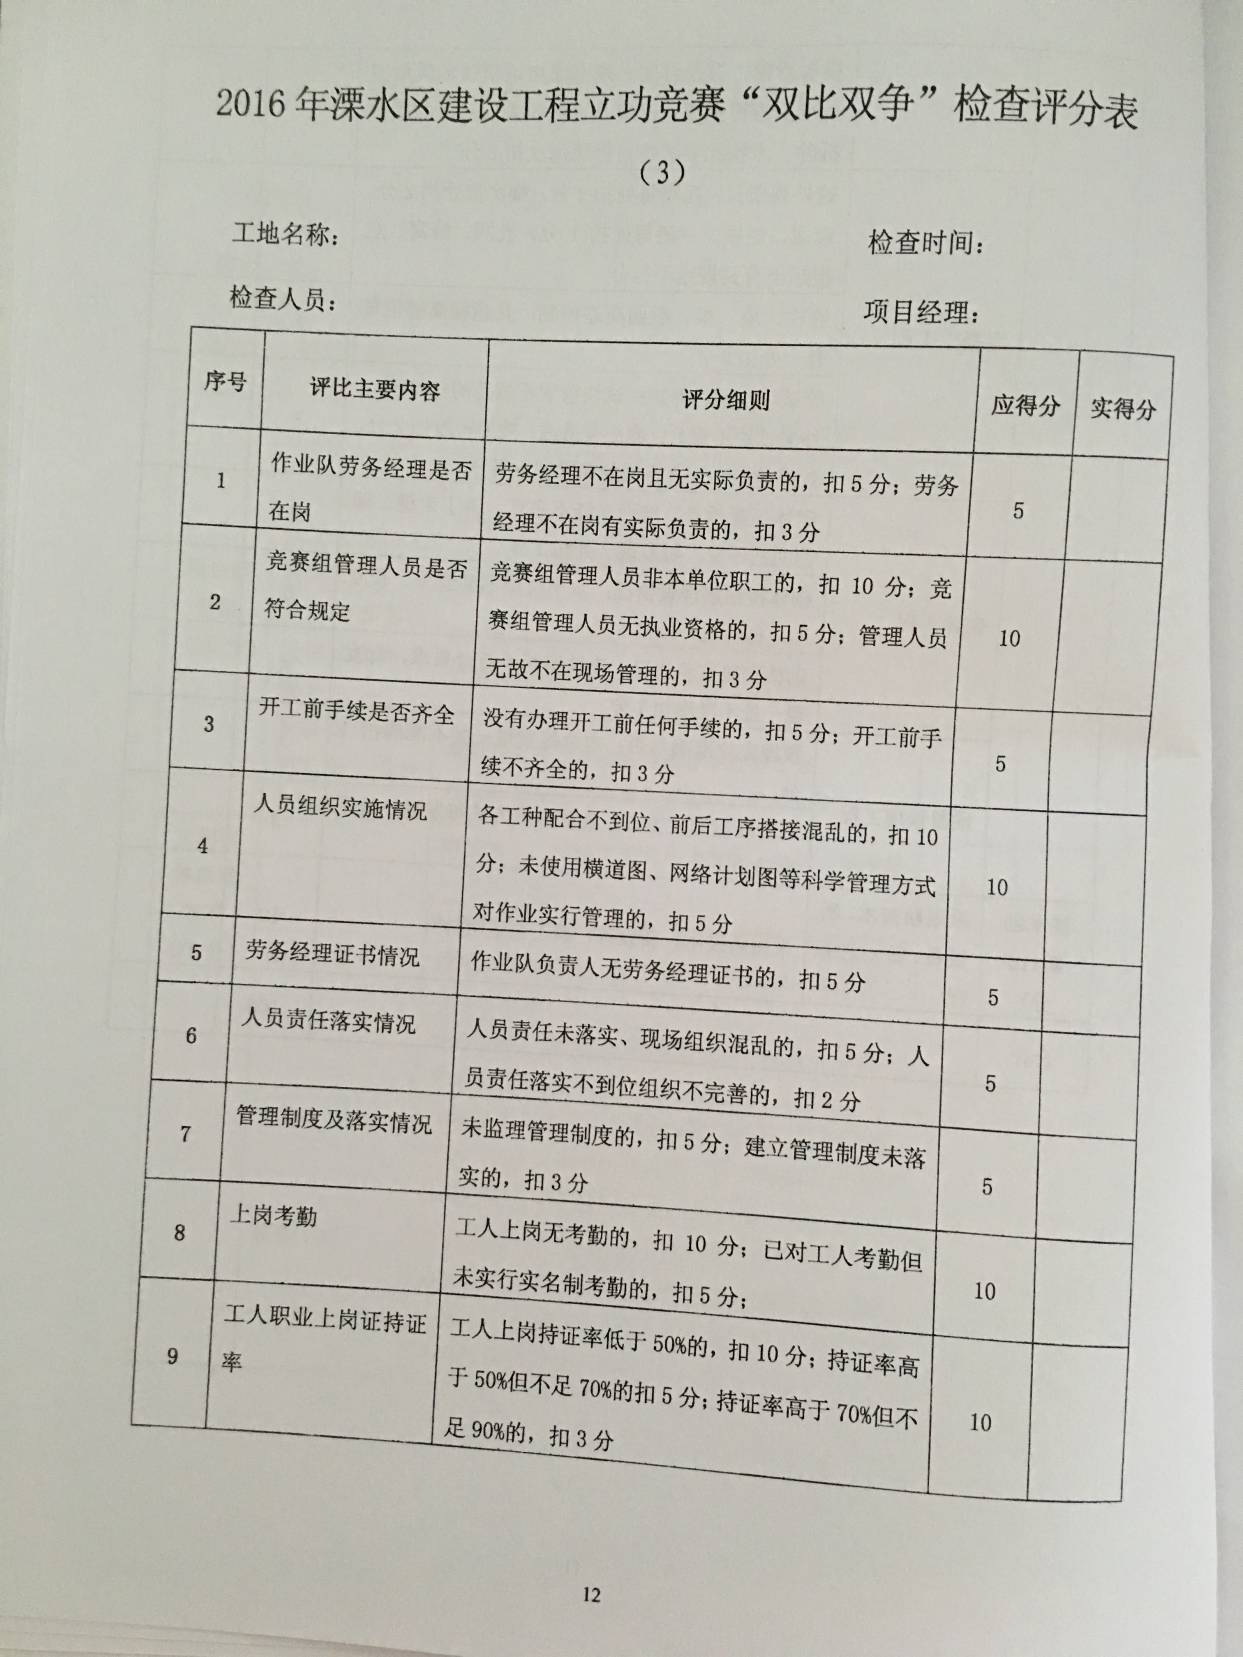 2016 年溧水区建设工程立功竞赛“双比双争”检查评分表
（3）
工地名称：
检查时间：
检查人员：
项目经理：
序号 评比主要内容 评分细则 应得分 实得分
1
作业队劳务经理是否
在岗
劳务经理不在岗且无实际负责的，扣 5 分；劳务
经理不在岗有实际负责的，扣 3 分
5
2
竞赛组管理人员是否
符合规定
竞赛组管理人员非本单位职工的，扣 10 分；竞
赛组管理人员无执业资格的，扣 5 分；管理人员
无故不在现场管理的，扣 3 分
10
3
开工前手续是否齐全
没有办理开工前任何手续的，扣 5 分；开工前手
续不齐全的，扣 3 分
5
4
人员组织实施情况
各工种配合不到位、前后工序搭接混乱的，扣 10
分；未使用横道图、网络计划图等科学管理方式
对作业实行管理的，扣 5 分
10
5
劳务经理证书情况
作业队负责人无劳务经理证书的，扣 5 分
5
6
人员责任落实情况
人员责任未落实、现场组织混乱的，扣 5 分；人
员责任落实不到位组织不完善的，扣 2 分
5
7
管理制度及落实情况
未监理管理制度的，扣 5 分；建立管理制度未落
实的，扣 3 分
5
8
上岗考勤
工人上岗无考勤的，扣 10 分；已对工人考勤但
未实行实名制考勤的，扣 5 分；
10
9
工人职业上岗证持证
率
工人上岗持证率低于 50%的，扣 10 分；持证率高
于 50%但不足 70%的扣 5 分；持证率高于 70%但不
足 90%的，扣 3 分
10
12